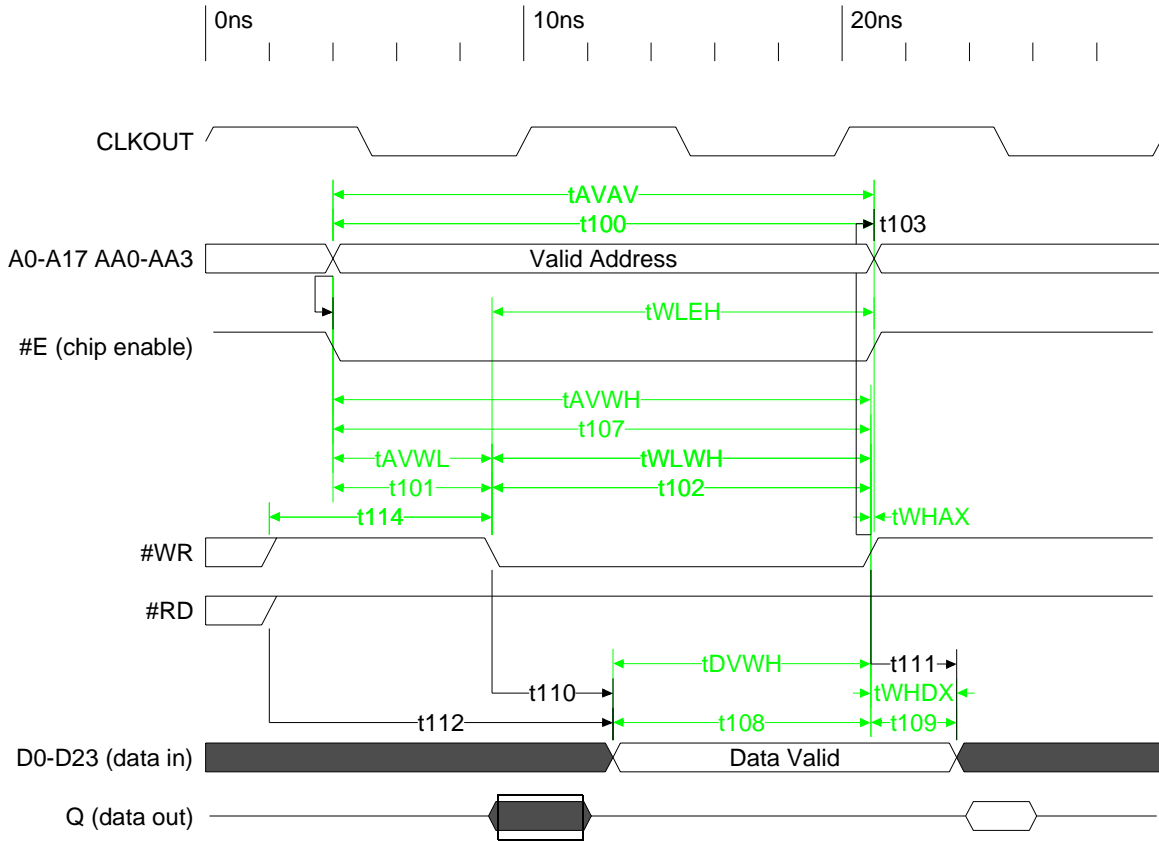 0ns 10ns 20ns
CLKOUT
tAVAV
t100 t103
A0-A17 AA0-AA3 Valid Address
tWLEH
#E (chip enable)
tAVWH
t107
tAVWL tWLWH
t101 t102
t114 tWHAX
#WR
#RD
tDVWH t111
t110 tWHDX
t112 t108 t109
D0-D23 (data in) Data Valid
Q (data out)